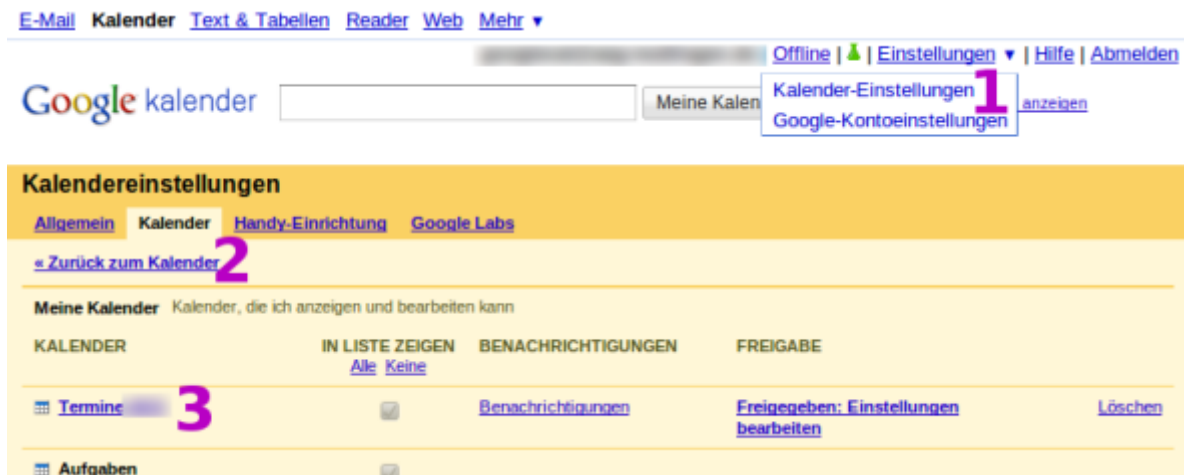 E-Mail Kalender Text & Tabellen Reader Web Mehr ▼
Offline | | Einstellungen ▼ | Hilfe | Abmelden
Google kalender Meine Kalen Kalender-Einstellungen 1 anzeigen
Google-Kontoeinstellungen
Kalendereinstellungen
Allgemein Kalender Handy-Einrichtung Google Labs
« Zurück zum Kalender 2
Meine Kalender Kalender, die ich anzeigen und bearbeiten kann
KALENDER IN LISTE ZEIGEN BENACHRICHTIGUNGEN FREIGABE
Alle Keine
Termine 3 Benachrichtigungen Freigegeben: Einstellungen Löschen
bearbeiten
Aufgaben